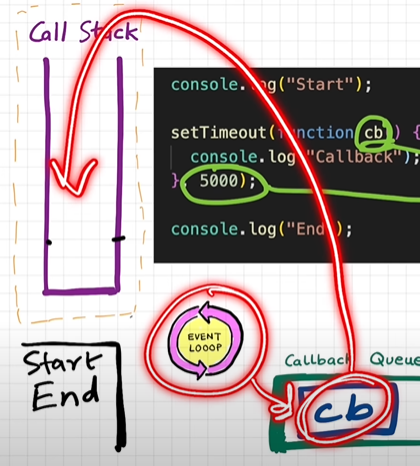 Call Stack
console.log("Start");
setTimeout(function cb() {
console.log("Callback");
}, 5000);
console.log("End");
EVENT
LOOOP
Start
End
Callback Queue
cb